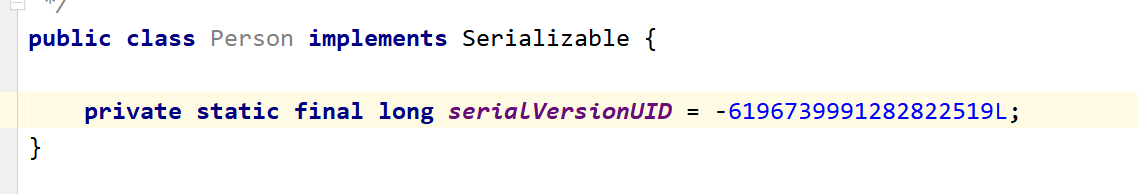 */
public class Person implements Serializable {
private static final long serialVersionUID = -6196739991282822519L;
}